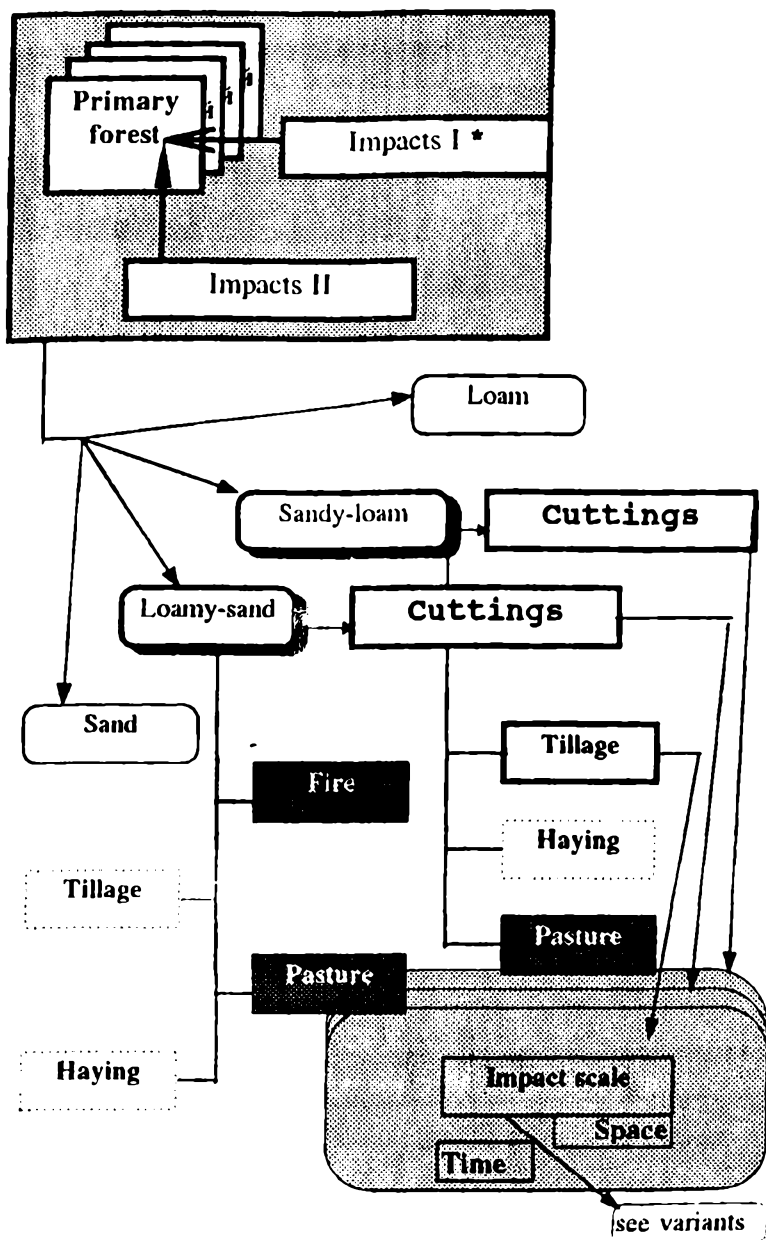 Primary
forest
Impacts I *
Impacts II
Loam
Sandy-loam
Cuttings
Loamy-sand
Cuttings
Sand
Tillage
Fire
Haying
Tillage
Pasture
Pasture
Haying
Impact scale
Space
Time
see variants